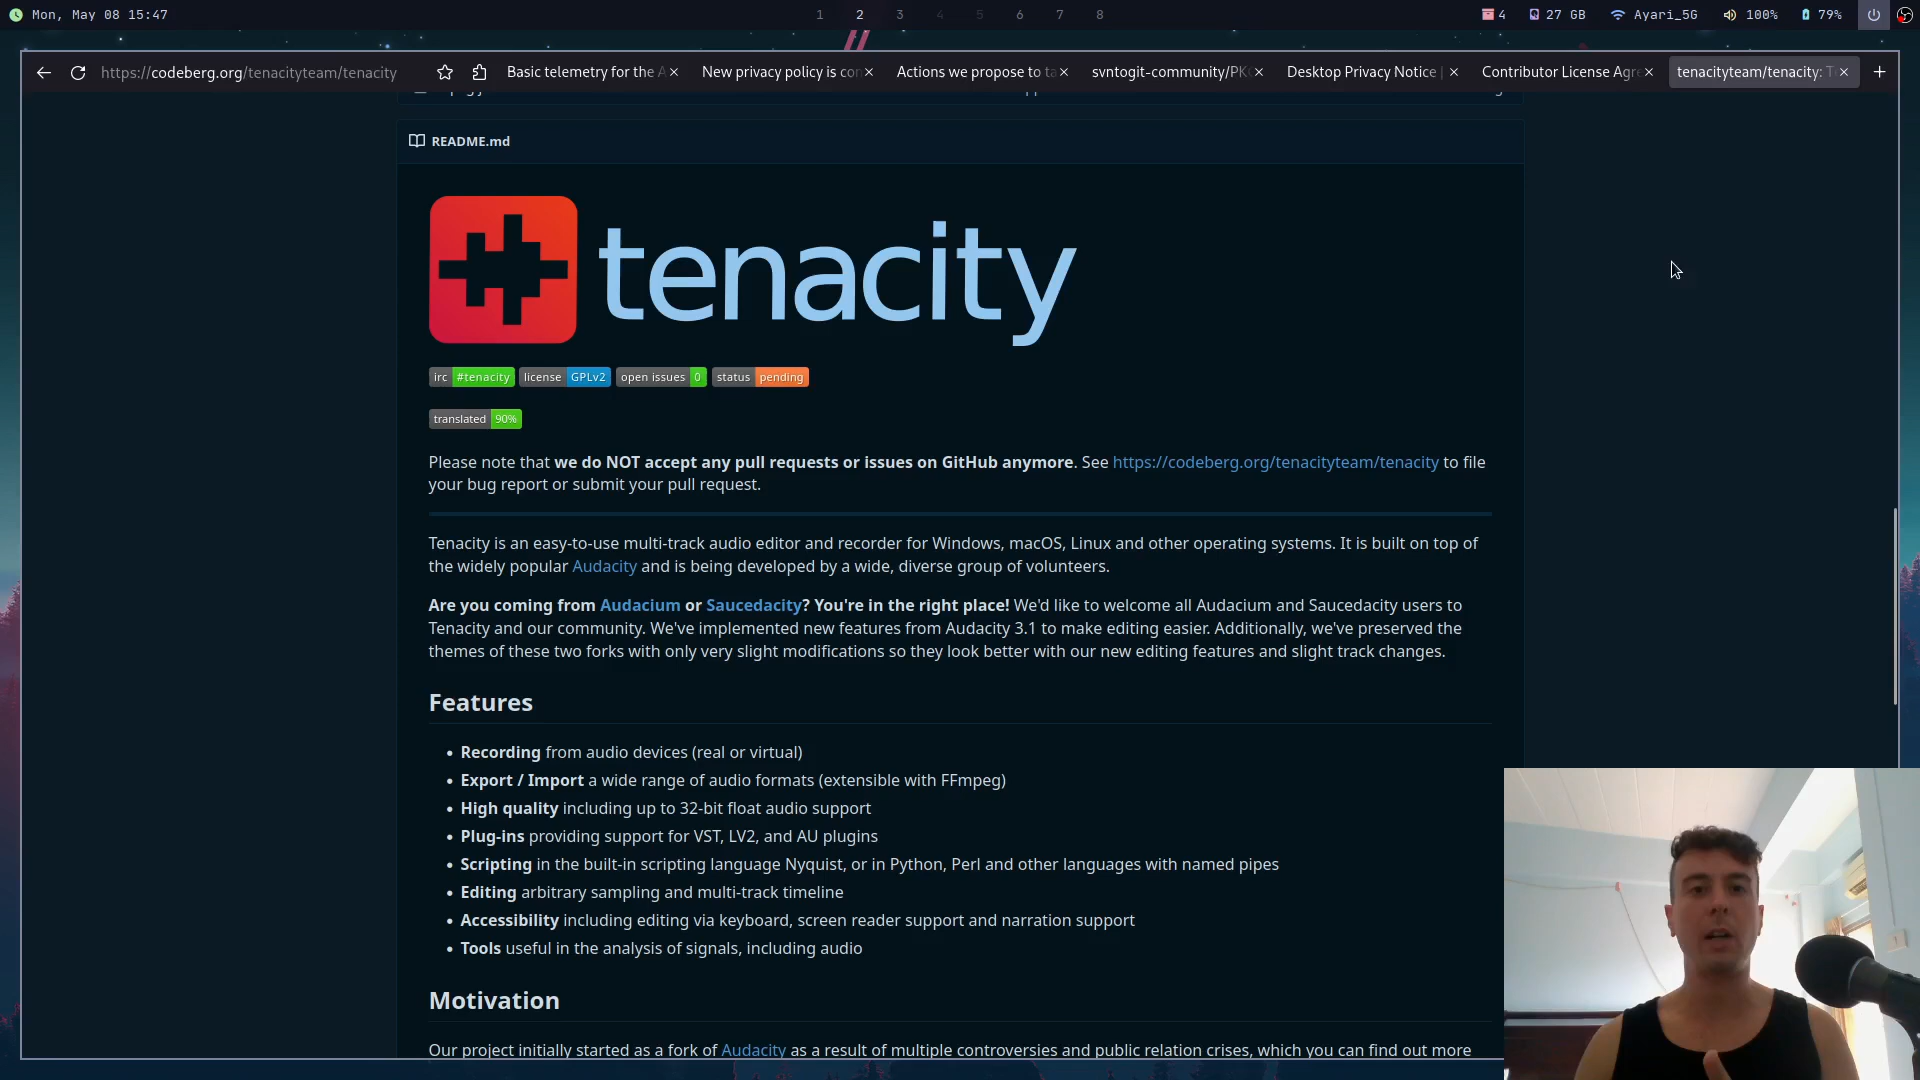 Mon, May 08 15:47
1 2 3 4 5 6 7 8
4 27 GB Ayari_5G 100% 79%
https://codeberg.org/tenacityteam/tenacity
Basic telemetry for the
New privacy policy is
Actions we propose to
svntogit-community/
Desktop Privacy Notice
Contributor License
tenacityteam/tenacity:
README.md
tenacity
irc #tenacity license GPLv2 open issues 0 status pending
translated 90%
Please note that we do NOT accept any pull requests or issues on GitHub anymore. See https://codeberg.org/tenacityteam/tenacity to file
your bug report or submit your pull request.
Tenacity is an easy-to-use multi-track audio editor and recorder for Windows, macOS, Linux and other operating systems. It is built on top of
the widely popular Audacity and is being developed by a wide, diverse group of volunteers.
Are you coming from Audacium or Saucedacity? You're in the right place! We'd like to welcome all Audacium and Saucedacity users to
Tenacity and our community. We've implemented new features from Audacity 3.1 to make editing easier. Additionally, we've preserved the
themes of these two forks with only very slight modifications so they look better with our new editing features and slight track changes.
Features
• Recording from audio devices (real or virtual)
• Export / Import a wide range of audio formats (extensible with FFmpeg)
• High quality including up to 32-bit float audio support
• Plug-ins providing support for VST, LV2, and AU plugins
• Scripting in the built-in scripting language Nyquist, or in Python, Perl and other languages with named pipes
• Editing arbitrary sampling and multi-track timeline
• Accessibility including editing via keyboard, screen reader support and narration support
• Tools useful in the analysis of signals, including audio
Motivation
Our project initially started as a fork of Audacity as a result of multiple controversies and public relation crises, which you can find out more